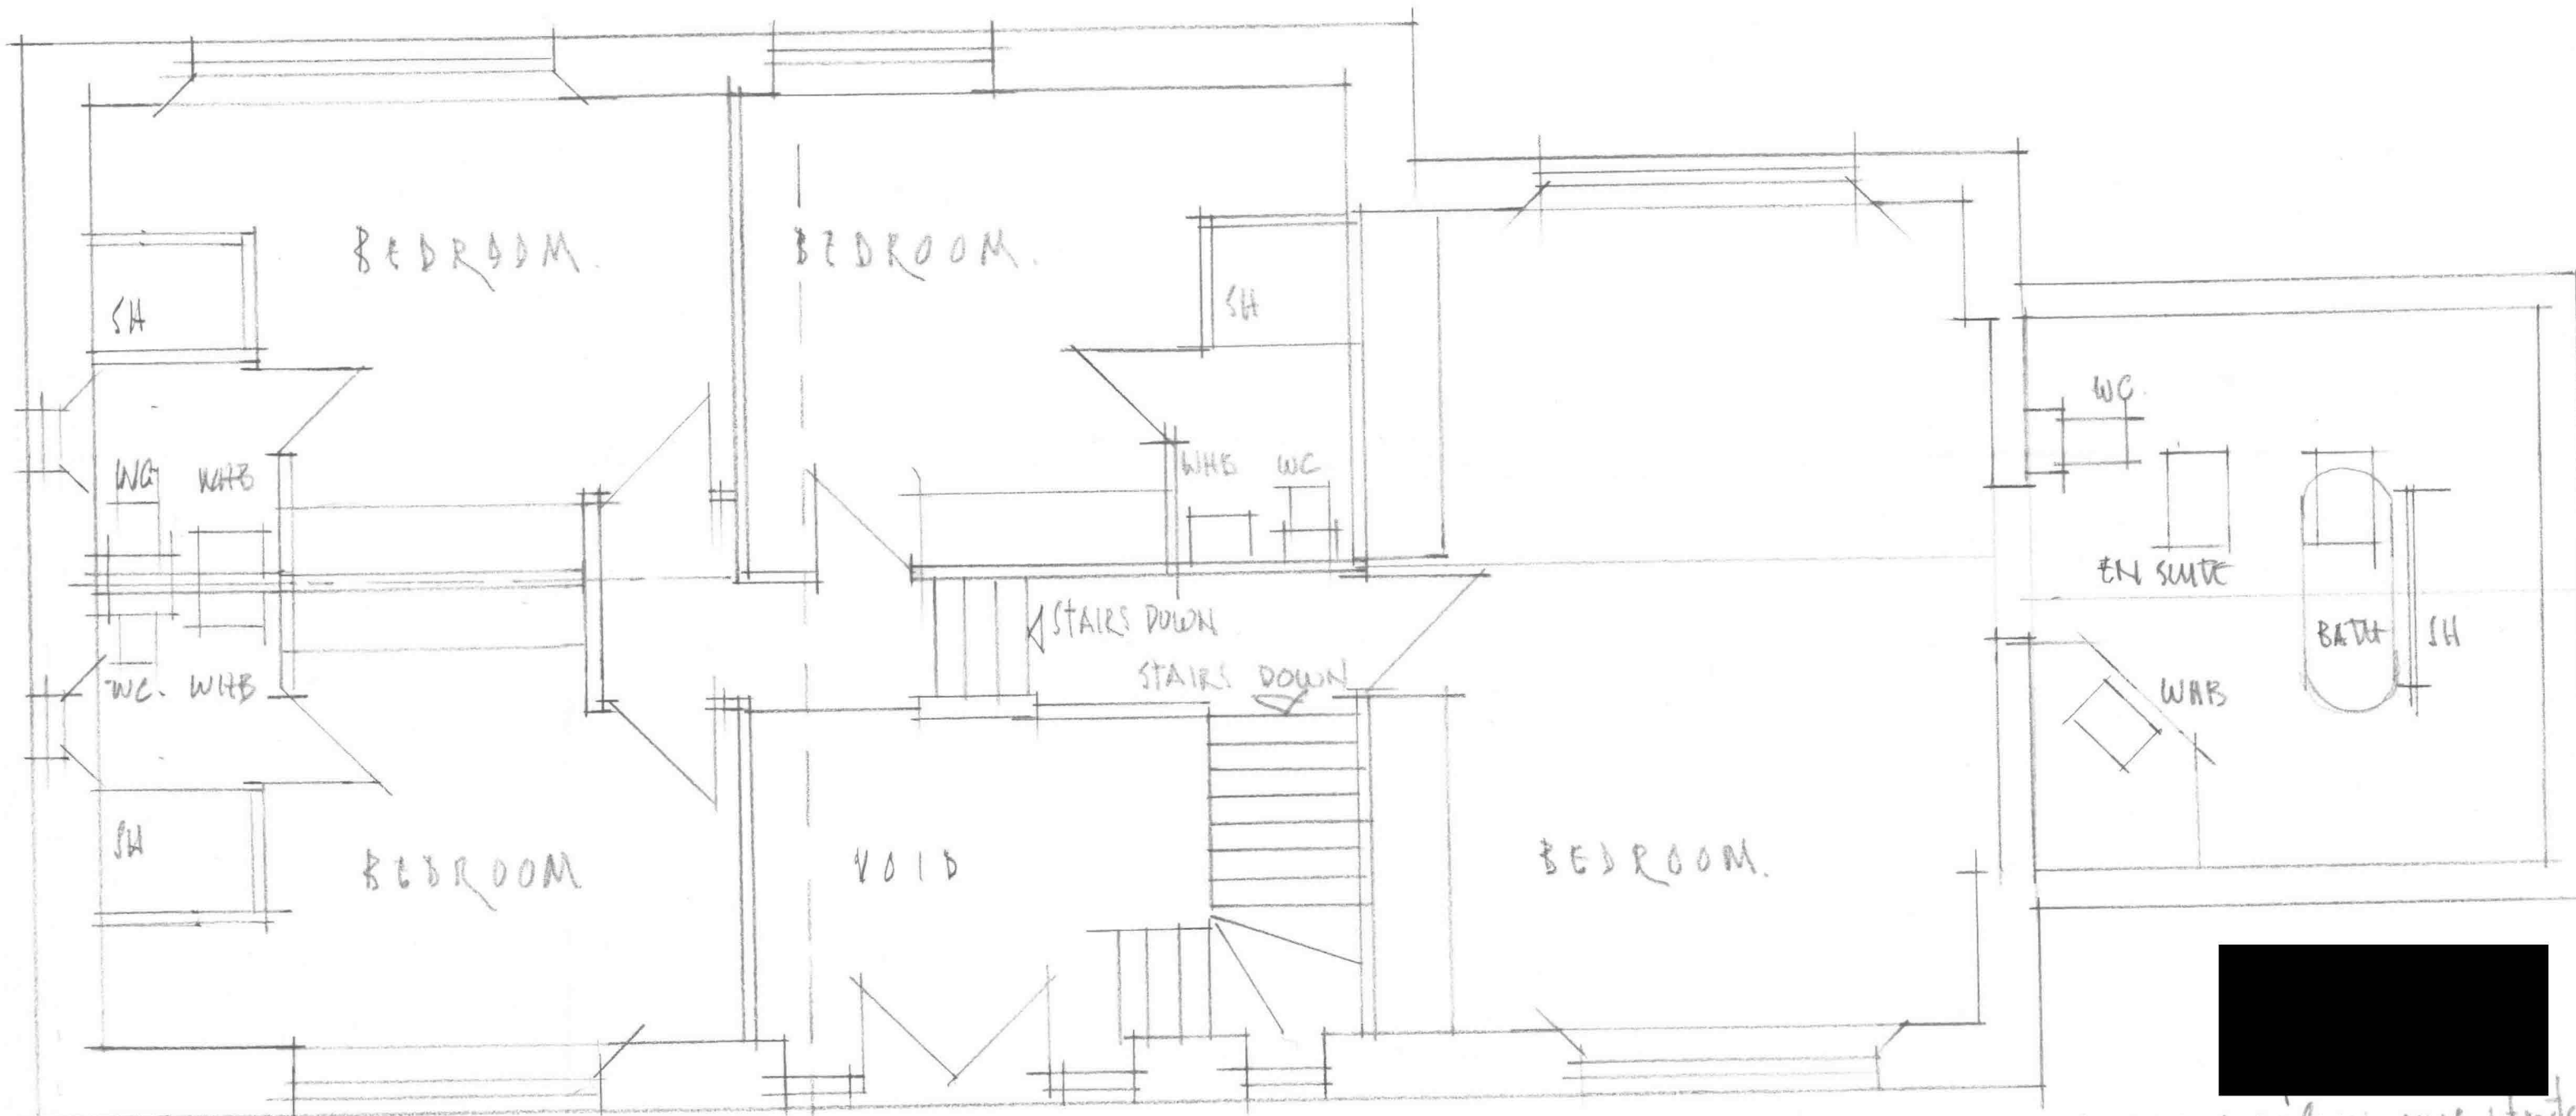 BEDROOM.
BEDROOM.
SH
SH
WC
WC
WHB
WHB
WC
EN SUITE
STAIRS DOWN
BATH
SH
STAIRS DOWN
WC. WHB
WHB
SH
BEDROOM
VOID
BEDROOM.